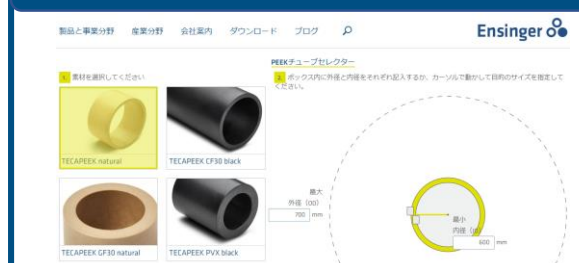 製品と事業分野 産業分野 会社案内 ダウンロード ブログ
Ensinger
PEEKチューブセレクター
1. 素材を選択してください
2. ボックス内に外径と内径をそれぞれ記入するか、カーソルで動かして目的のサイズを指定して
ください。
TECAPEEK natural
TECAPEEK CF30 black
TECAPEEK GF30 natural
TECAPEEK PVX black
最大
外径 (OD)
700 mm
最小
内径 (ID)
600 mm